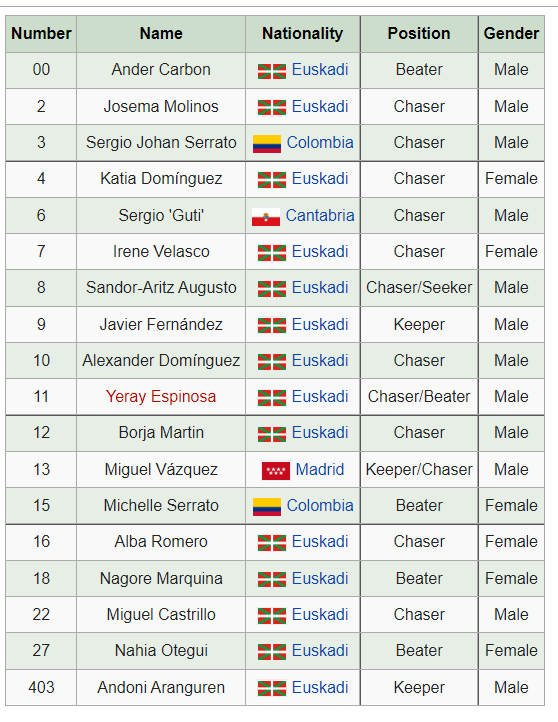 Number Name Nationality Position Gender
00 Ander Carbon Euskadi Beater Male
2 Josema Molinos Euskadi Chaser Male
3 Sergio Johan Serrato Colombia Chaser Male
4 Katia Domínguez Euskadi Chaser Female
6 Sergio 'Guti' Cantabria Chaser Male
7 Irene Velasco Euskadi Chaser Female
8 Sandor-Aritz Augusto Euskadi Chaser/Seeker Male
9 Javier Fernández Euskadi Keeper Male
10 Alexander Domínguez Euskadi Chaser Male
11 Yeray Espinosa Euskadi Chaser/Beater Male
12 Borja Martin Euskadi Chaser Male
13 Miguel Vázquez Madrid Keeper/Chaser Male
15 Michelle Serrato Colombia Beater Female
16 Alba Romero Euskadi Chaser Female
18 Nagore Marquina Euskadi Beater Female
22 Miguel Castrillo Euskadi Chaser Male
27 Nahia Otegui Euskadi Beater Female
403 Andoni Aranguren Euskadi Keeper Male